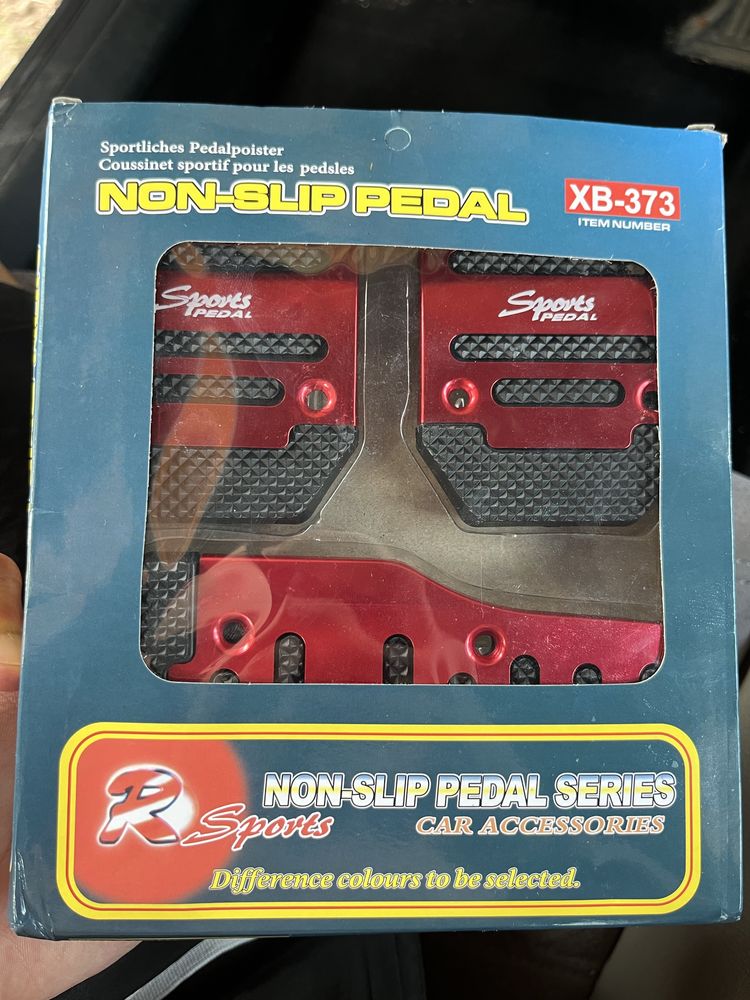 Sportliches Pedalpoister
Coussinet sportif pour les pedsles
NON-SLIP PEDAL
XB-373
ITEM NUMBER
Sports
PEDAL
Sports
PEDAL
R
Sports
NON-SLIP PEDAL SERIES
CAR ACCESSORIES
Difference colours to be selected.